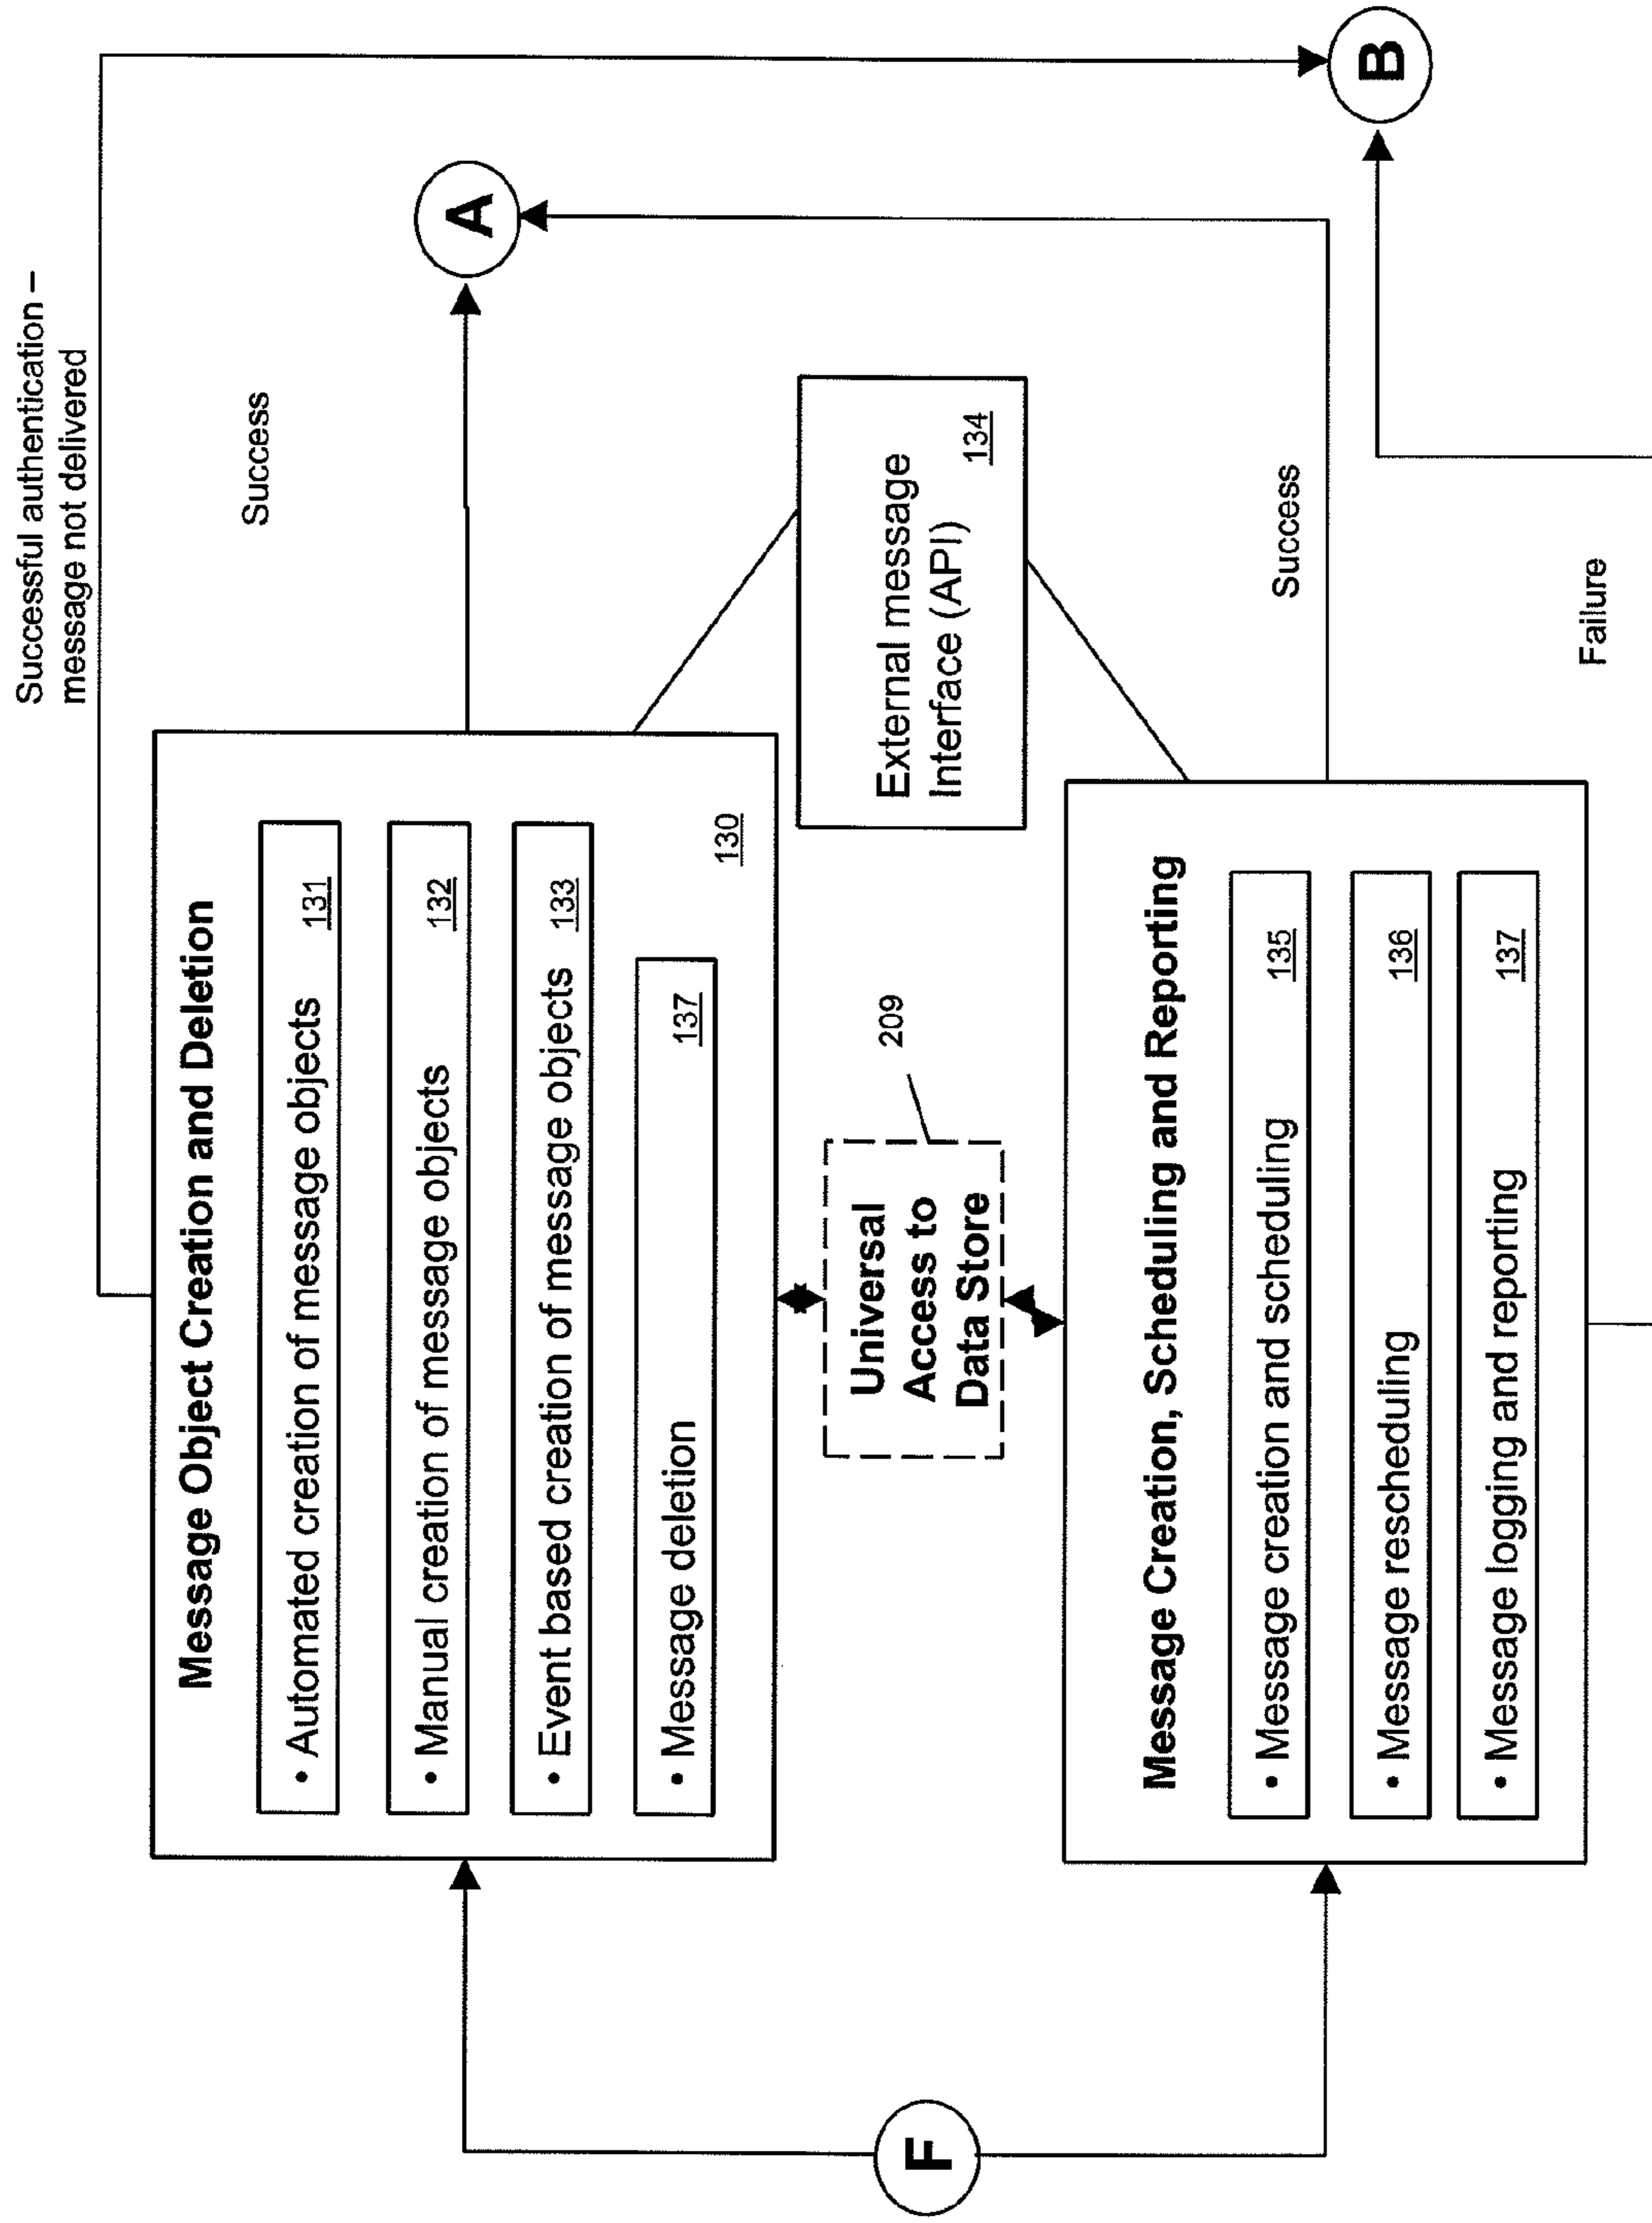 Successful authentication –
message not delivered
B
Success
A
Message Object Creation and Deletion
• Automated creation of message objects 131
• Manual creation of message objects 132
• Event based creation of message objects 133
• Message deletion 137
130
External message
Interface (API)
134
209
Universal
Access to
Data Store
F
Message Creation, Scheduling and Reporting
• Message creation and scheduling 135
• Message rescheduling 136
• Message logging and reporting 137
Success
Failure